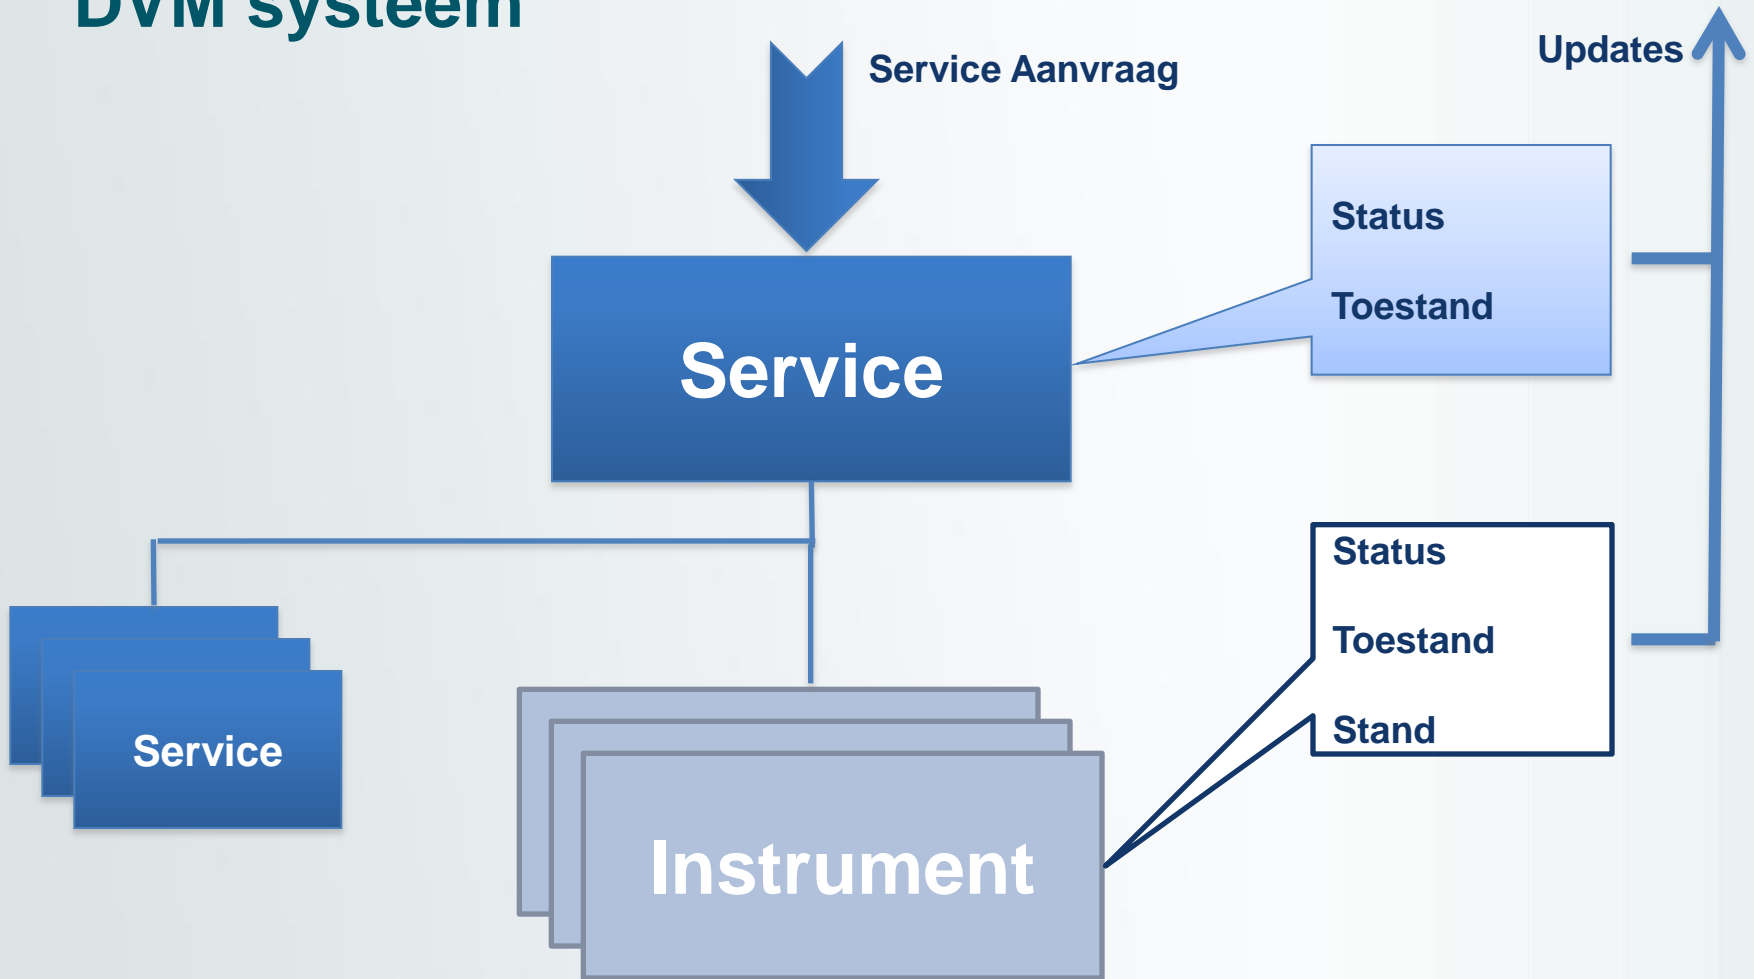 DVM systeem
Service Aanvraag
Updates
Status
Toestand
Service
Status
Toestand
Stand
Service
Instrument